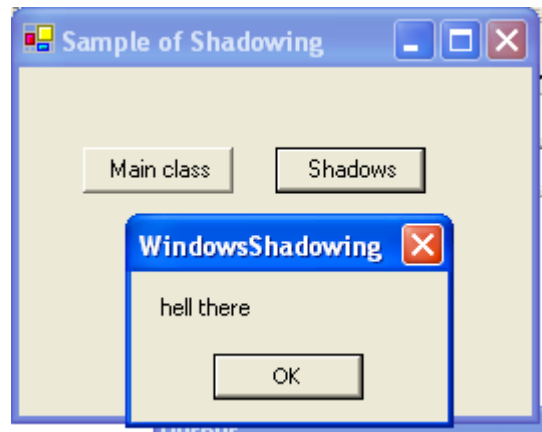 Sample of Shadowing
Main class
Shadows
WindowsShadowing
hell there
OK